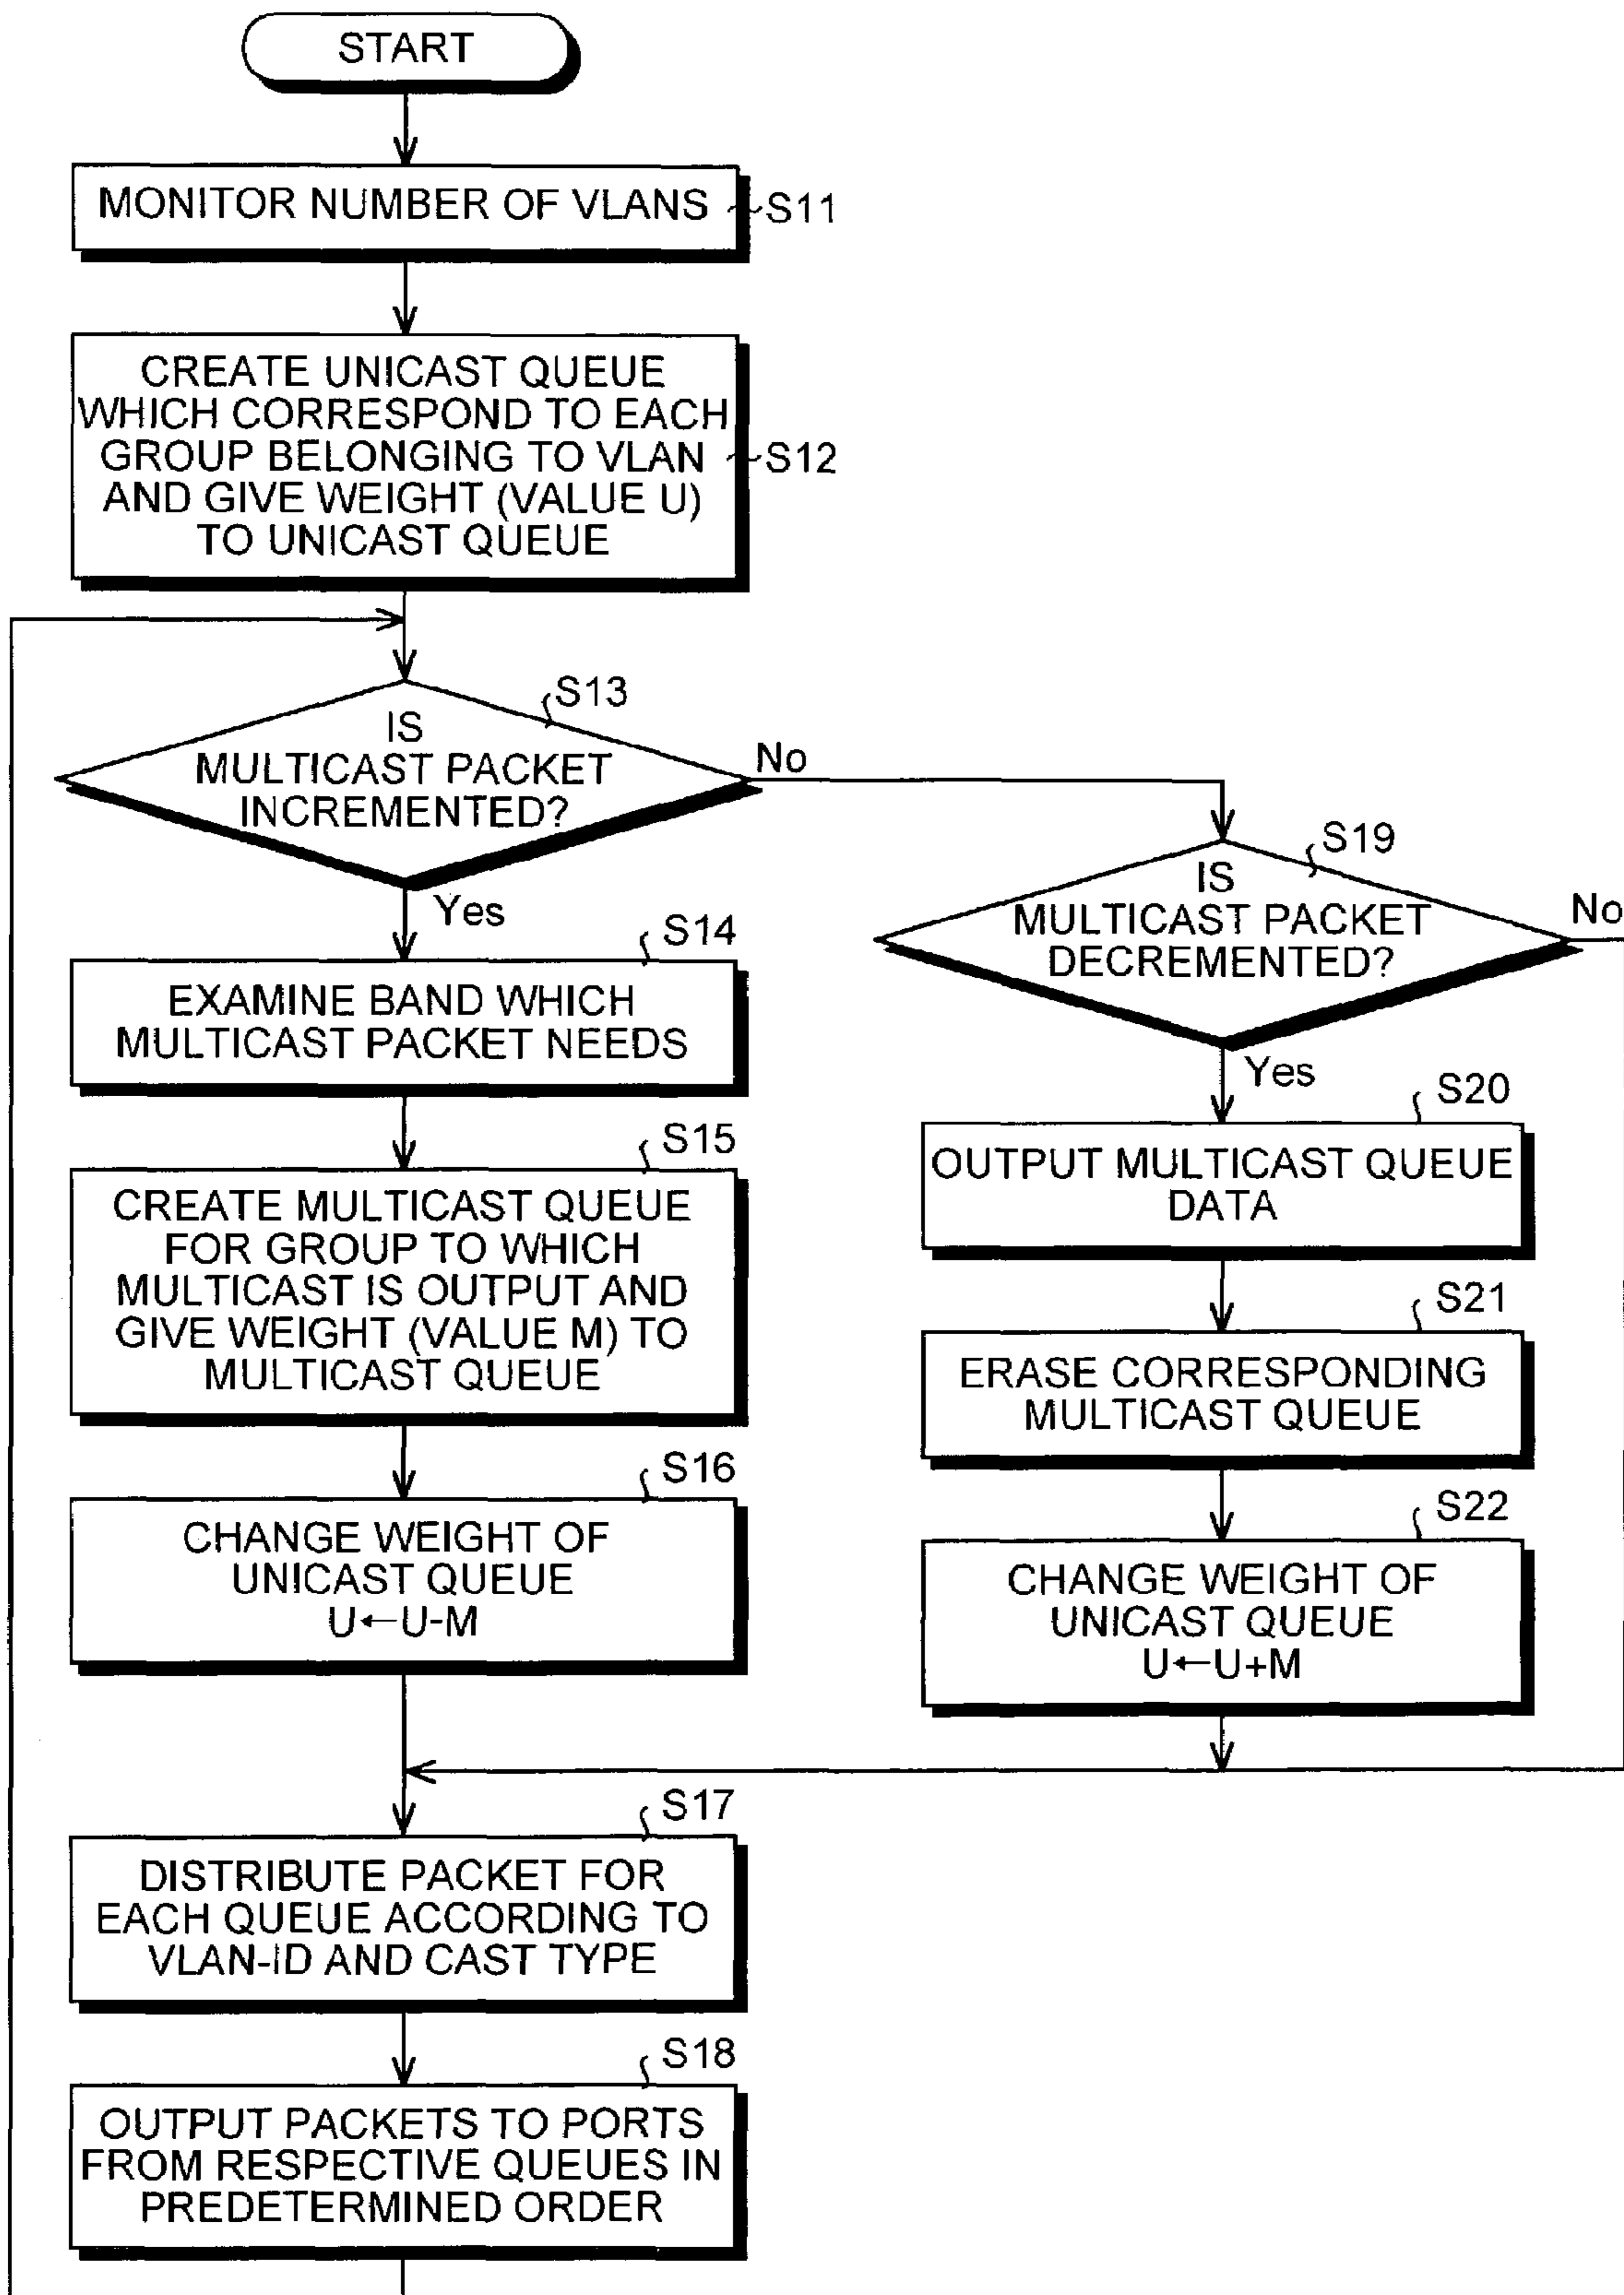 START
MONITOR NUMBER OF VLANS
S11
CREATE UNICAST QUEUE
WHICH CORRESPOND TO EACH
GROUP BELONGING TO VLAN
AND GIVE WEIGHT (VALUE U)
TO UNICAST QUEUE
S12
S13
IS
MULTICAST PACKET
INCREMENTED?
No
Yes
S14
EXAMINE BAND WHICH
MULTICAST PACKET NEEDS
S15
CREATE MULTICAST QUEUE
FOR GROUP TO WHICH
MULTICAST IS OUTPUT AND
GIVE WEIGHT (VALUE M) TO
MULTICAST QUEUE
S16
CHANGE WEIGHT OF
UNICAST QUEUE
U←U-M
S19
IS
MULTICAST PACKET
DECREMENTED?
No
Yes
S20
OUTPUT MULTICAST QUEUE
DATA
S21
ERASE CORRESPONDING
MULTICAST QUEUE
S22
CHANGE WEIGHT OF
UNICAST QUEUE
U←U+M
S17
DISTRIBUTE PACKET FOR
EACH QUEUE ACCORDING TO
VLAN-ID AND CAST TYPE
S18
OUTPUT PACKETS TO PORTS
FROM RESPECTIVE QUEUES IN
PREDETERMINED ORDER